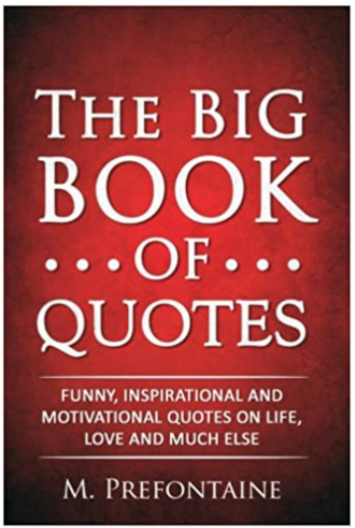 THE BIG
BOOK
...OF...
QUOTES
FUNNY, INSPIRATIONAL AND
MOTIVATIONAL QUOTES ON LIFE,
LOVE AND MUCH ELSE
M. PREFONTAINE